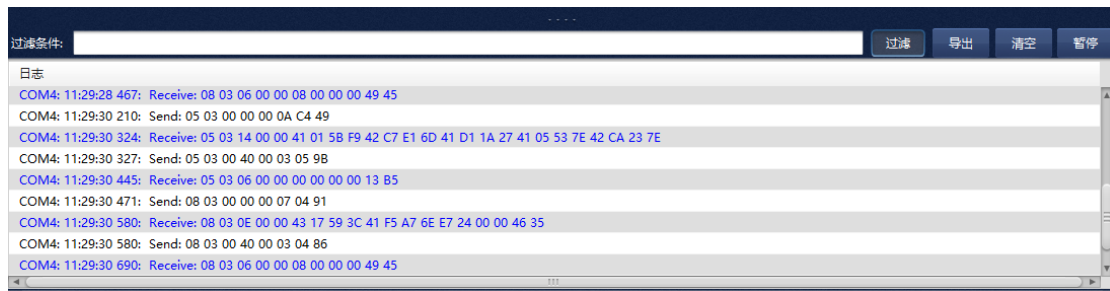 过滤条件: 过滤 导出 清空 暂停
日志
COM4: 11:29:28 467: Receive: 08 03 06 00 00 08 00 00 00 49 45
COM4: 11:29:30 210: Send: 05 03 00 00 00 0A C4 49
COM4: 11:29:30 324: Receive: 05 03 14 00 00 41 01 5B F9 42 C7 E1 6D 41 D1 1A 27 41 05 53 7E 42 CA 23 7E
COM4: 11:29:30 327: Send: 05 03 00 40 00 03 05 9B
COM4: 11:29:30 445: Receive: 05 03 06 00 00 00 00 00 00 13 B5
COM4: 11:29:30 471: Send: 08 03 00 00 00 07 04 91
COM4: 11:29:30 580: Receive: 08 03 0E 00 00 43 17 59 3C 41 F5 A7 6E E7 24 00 00 46 35
COM4: 11:29:30 580: Send: 08 03 00 40 00 03 04 86
COM4: 11:29:30 690: Receive: 08 03 06 00 00 08 00 00 00 49 45